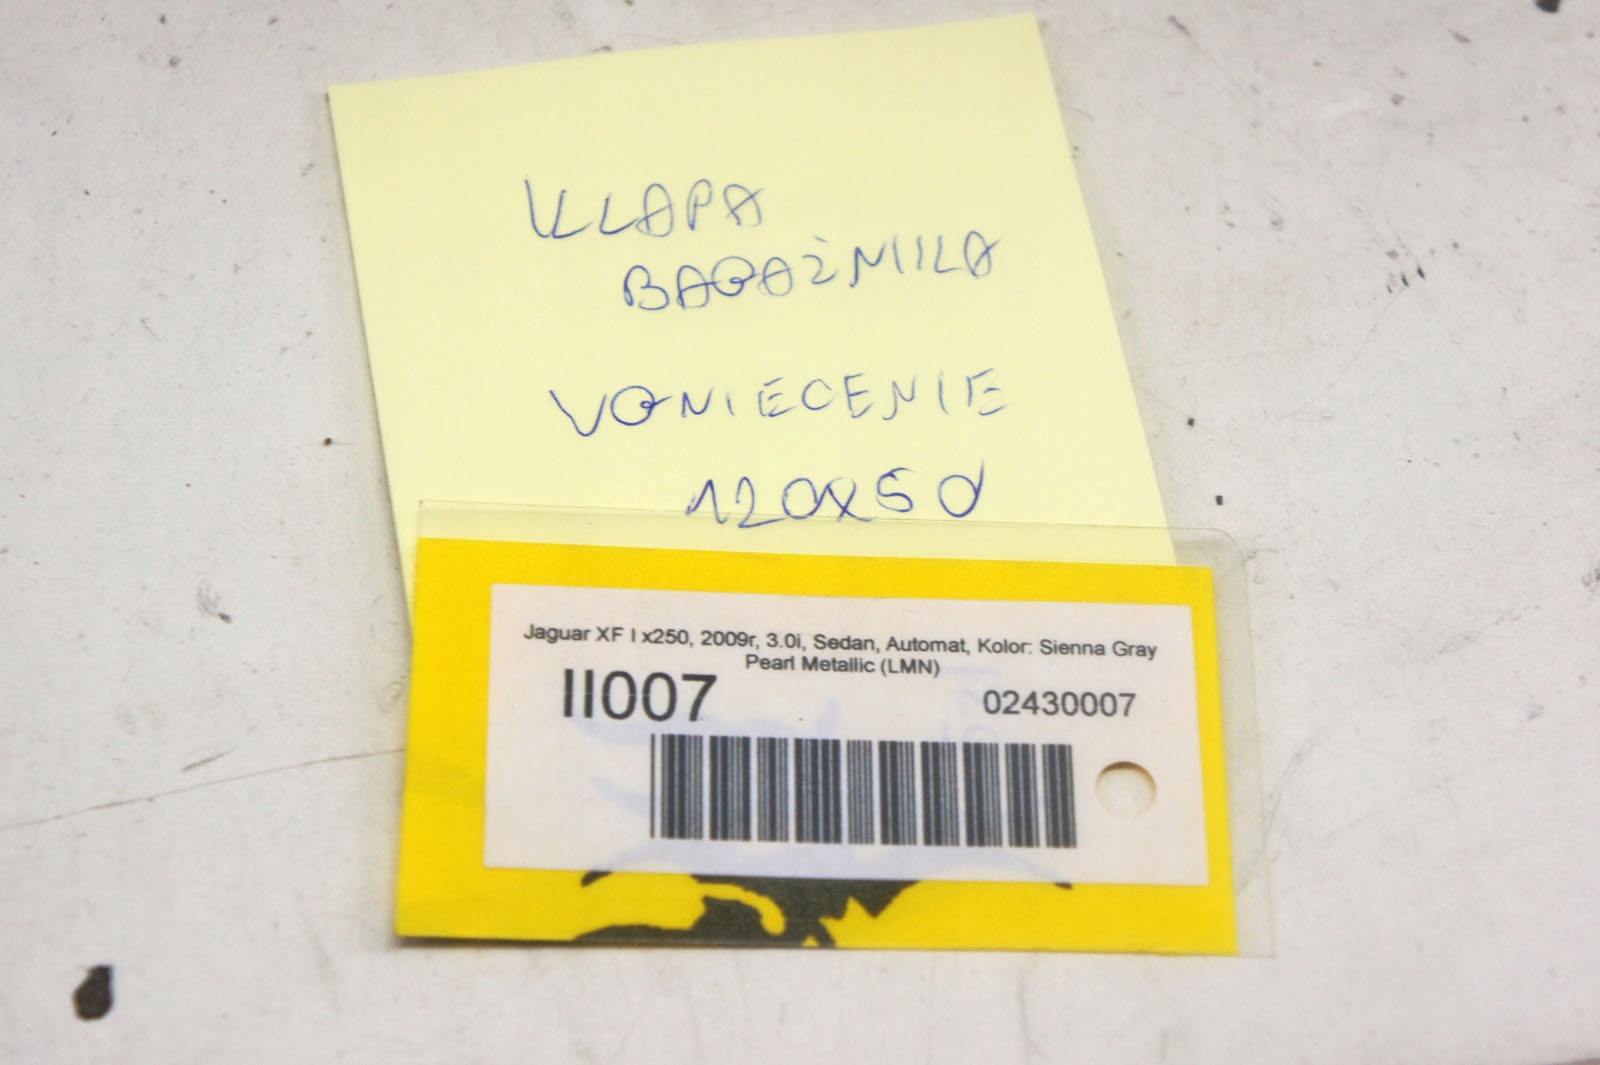 KLAPA
BAGAŻNIKA
VGNIECENIE
120X50
Jaguar XF I x250, 2009r, 3.0i, Sedan, Automat, Kolor: Sienna Gray
Pearl Metallic (LMN)
II007
02430007